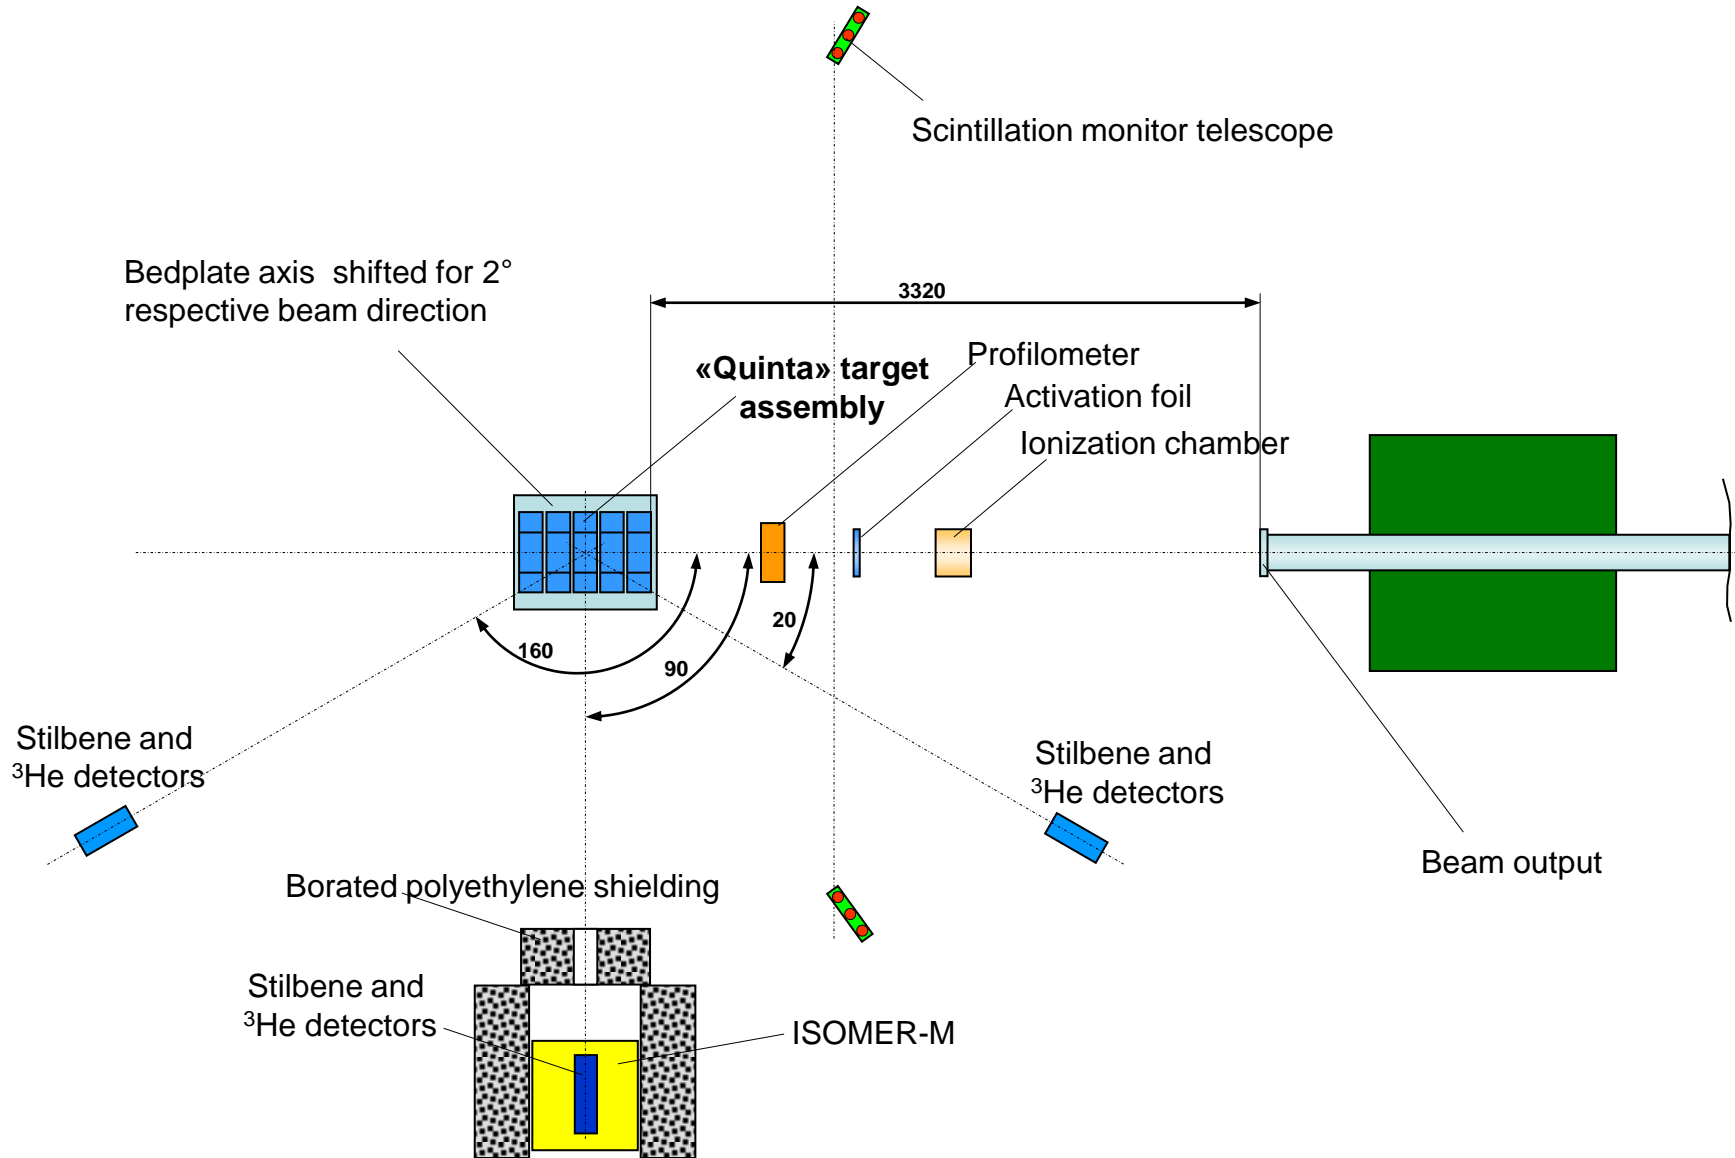 Scintillation monitor telescope
Bedplate axis shifted for 2°
respective beam direction
3320
«Quinta» target
assembly
Profilometer
Activation foil
Ionization chamber
20
160
90
Stilbene and
³He detectors
Stilbene and
³He detectors
Beam output
Borated polyethylene shielding
Stilbene and
³He detectors
ISOMER-M